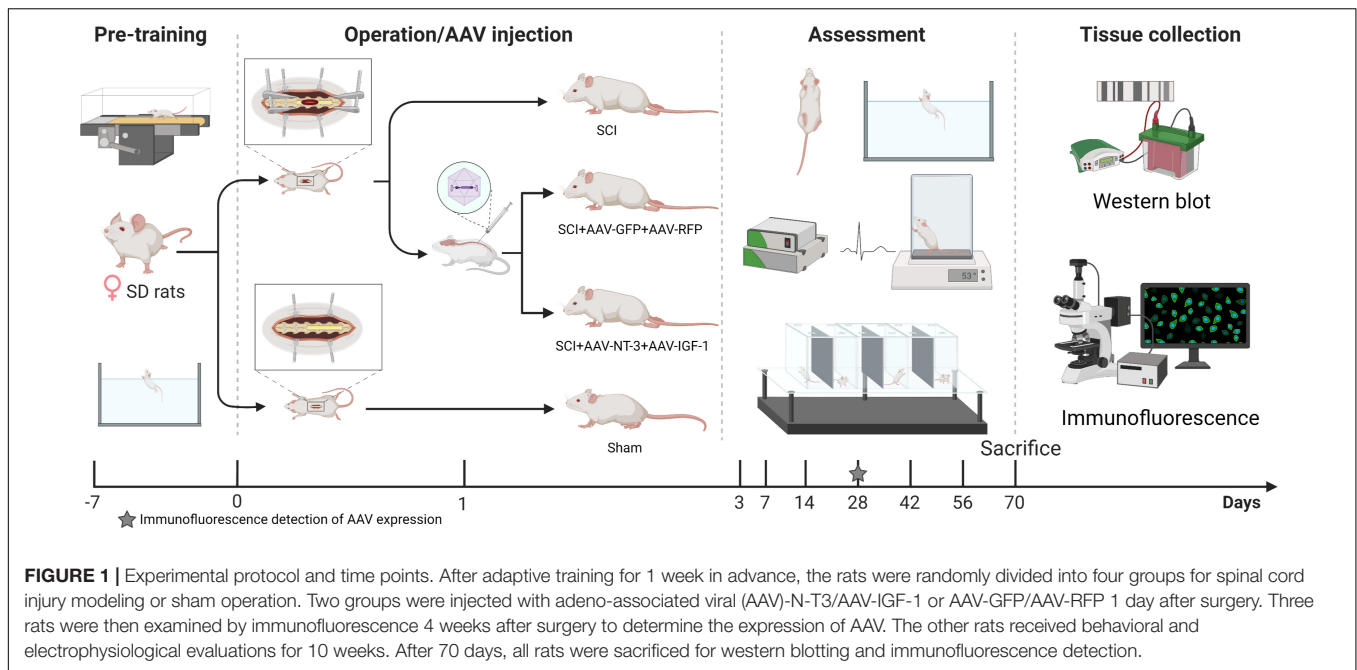 Pre-training
Operation/AAV injection
Assessment
Tissue collection
SCI
SCI+AAV-GFP+AAV-RFP
SCI+AAV-NT-3+AAV-IGF-1
Sham
♀ SD rats
53°
Western blot
Immunofluorescence
Sacrifice
-7 0 1 3 7 14 28 42 56 70 Days
Immunofluorescence detection of AAV expression
FIGURE 1 | Experimental protocol and time points. After adaptive training for 1 week in advance, the rats were randomly divided into four groups for spinal cord
injury modeling or sham operation. Two groups were injected with adeno-associated viral (AAV)-N-T3/AAV-IGF-1 or AAV-GFP/AAV-RFP 1 day after surgery. Three
rats were then examined by immunofluorescence 4 weeks after surgery to determine the expression of AAV. The other rats received behavioral and
electrophysiological evaluations for 10 weeks. After 70 days, all rats were sacrificed for western blotting and immunofluorescence detection.